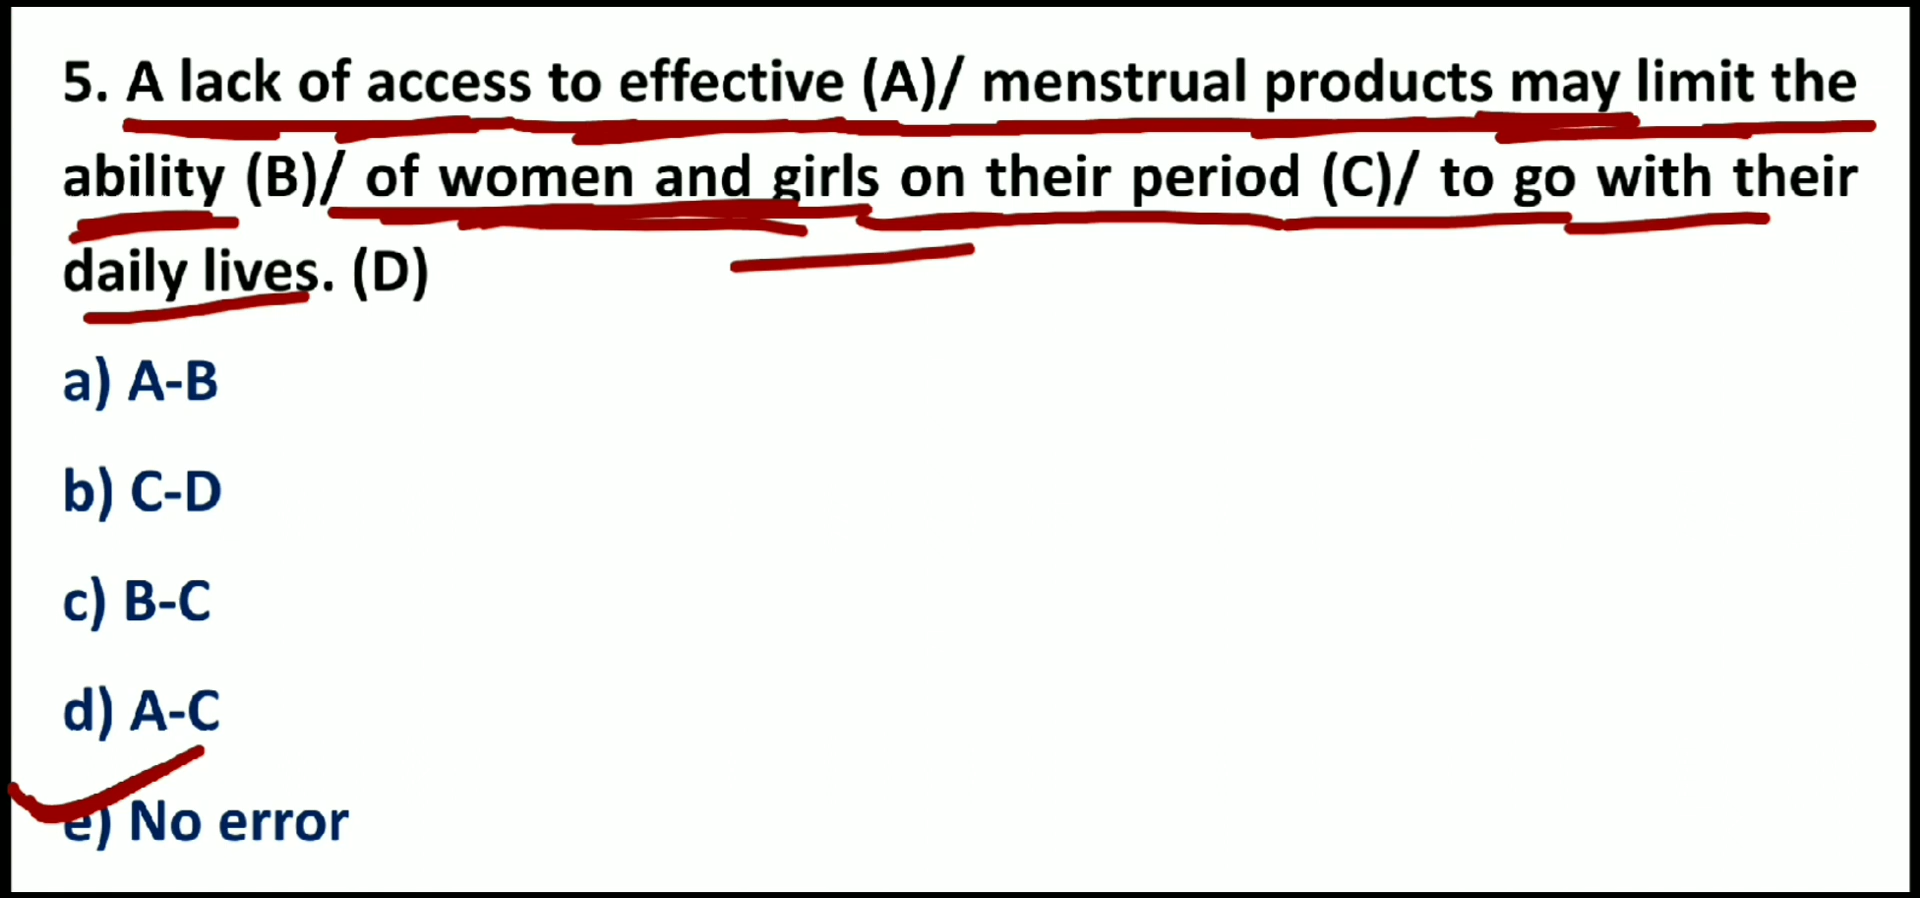 5. A lack of access to effective (A)/ menstrual products may limit the
ability (B)/ of women and girls on their period (C)/ to go with their
daily lives. (D)
a) A-B
b) C-D
c) B-C
d) A-C
e) No error